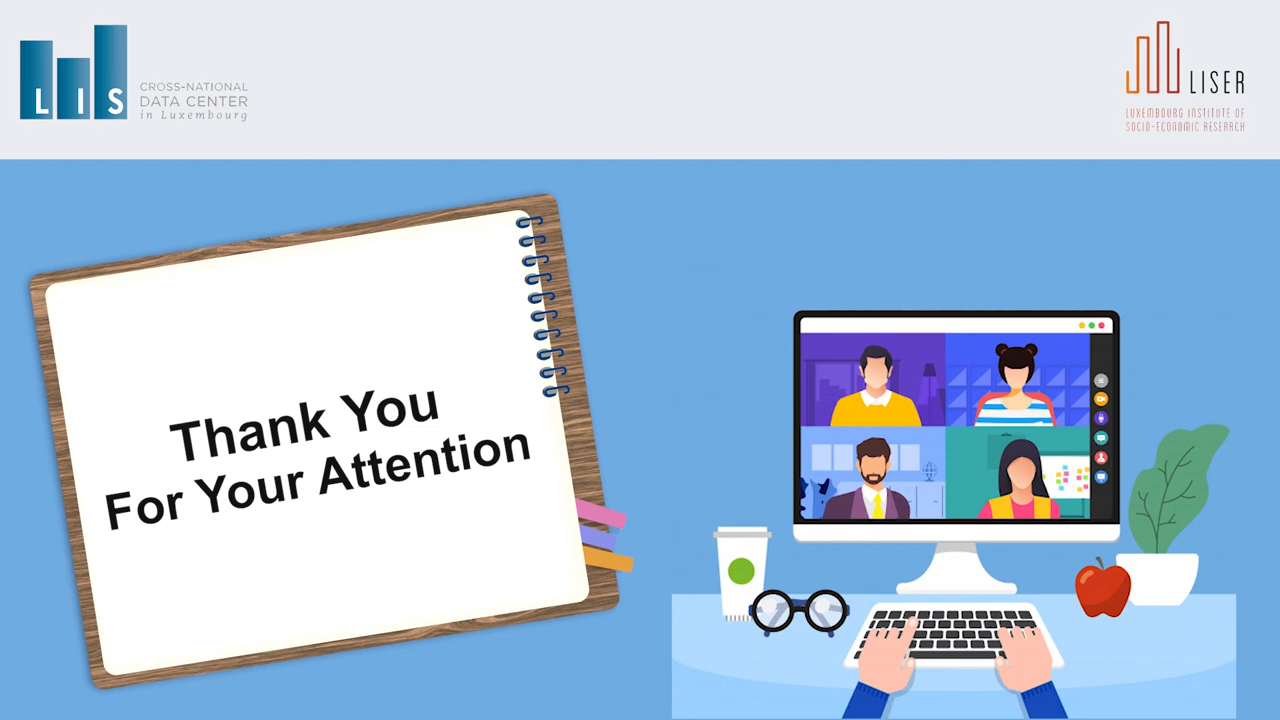 LIS
CROSS-NATIONAL
DATA CENTER
in Luxembourg
LISER
LUXEMBOURG INSTITUTE OF
SOCIO-ECONOMIC RESEARCH
Thank You
For Your Attention